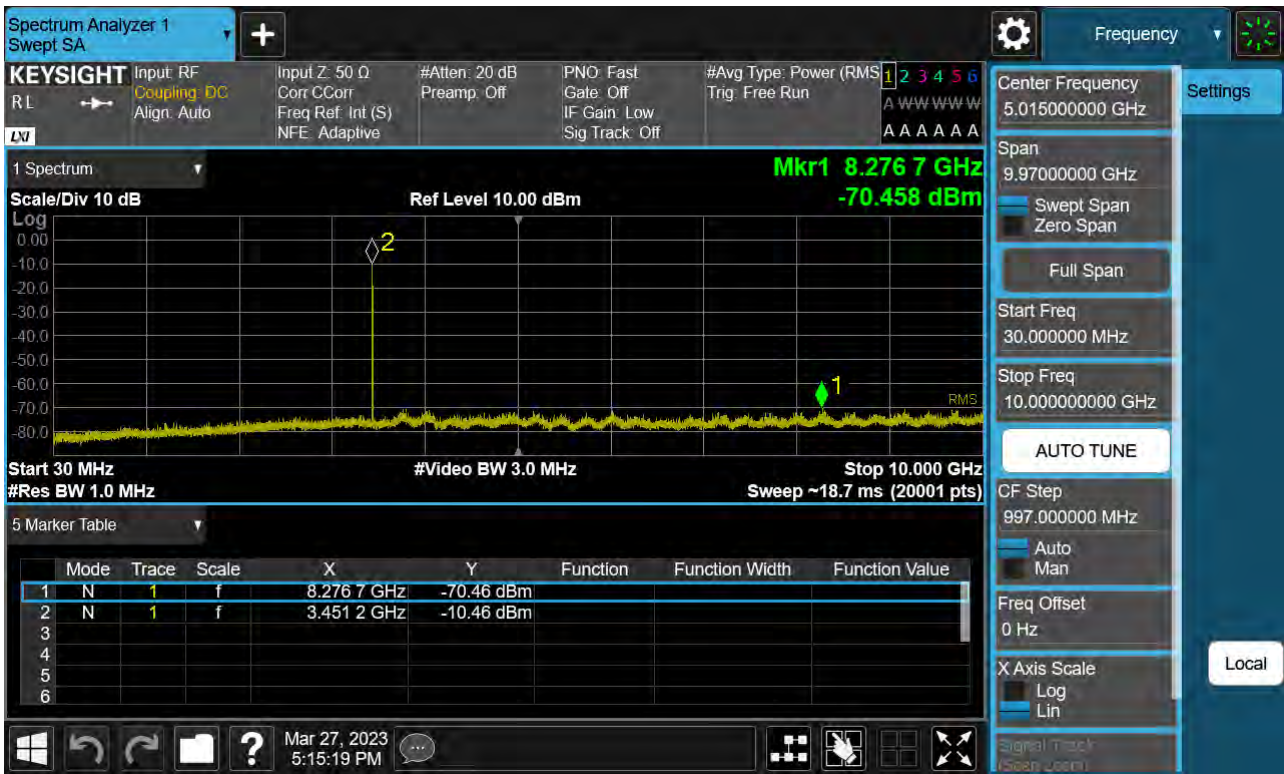 Spectrum Analyzer 1
Swept SA
+
Frequency
KEYSIGHT
RL
LXI
Input: RF
Coupling: DC
Align: Auto
Input Z: 50 Ω
Corr CCorr
Freq Ref: Int (S)
NFE: Adaptive
#Atten: 20 dB
Preamp: Off
PNO: Fast
Gate: Off
IF Gain: Low
Sig Track: Off
#Avg Type: Power (RMS
Trig: Free Run
1 2 3 4 5 6
A W W W W W
A A A A A A
1 Spectrum
Scale/Div 10 dB
Ref Level 10.00 dBm
Mkr1 8.276 7 GHz
-70.458 dBm
Log
0.00
-10.0
-20.0
-30.0
-40.0
-50.0
-60.0
-70.0
-80.0
2
1
RMS
Start 30 MHz
#Video BW 3.0 MHz
Stop 10.000 GHz
#Res BW 1.0 MHz
Sweep ~18.7 ms (20001 pts)
5 Marker Table
Mode Trace Scale X Y Function Function Width Function Value
1 N 1 f 8.276 7 GHz -70.46 dBm
2 N 1 f 3.451 2 GHz -10.46 dBm
3
4
5
6
?
Mar 27, 2023
5:15:19 PM
Center Frequency
5.015000000 GHz
Settings
Span
9.97000000 GHz
Swept Span
Zero Span
Full Span
Start Freq
30.000000 MHz
Stop Freq
10.000000000 GHz
AUTO TUNE
CF Step
997.000000 MHz
Auto
Man
Freq Offset
0 Hz
X Axis Scale
Log
Lin
Local
Signal Track
(Span Zoom)